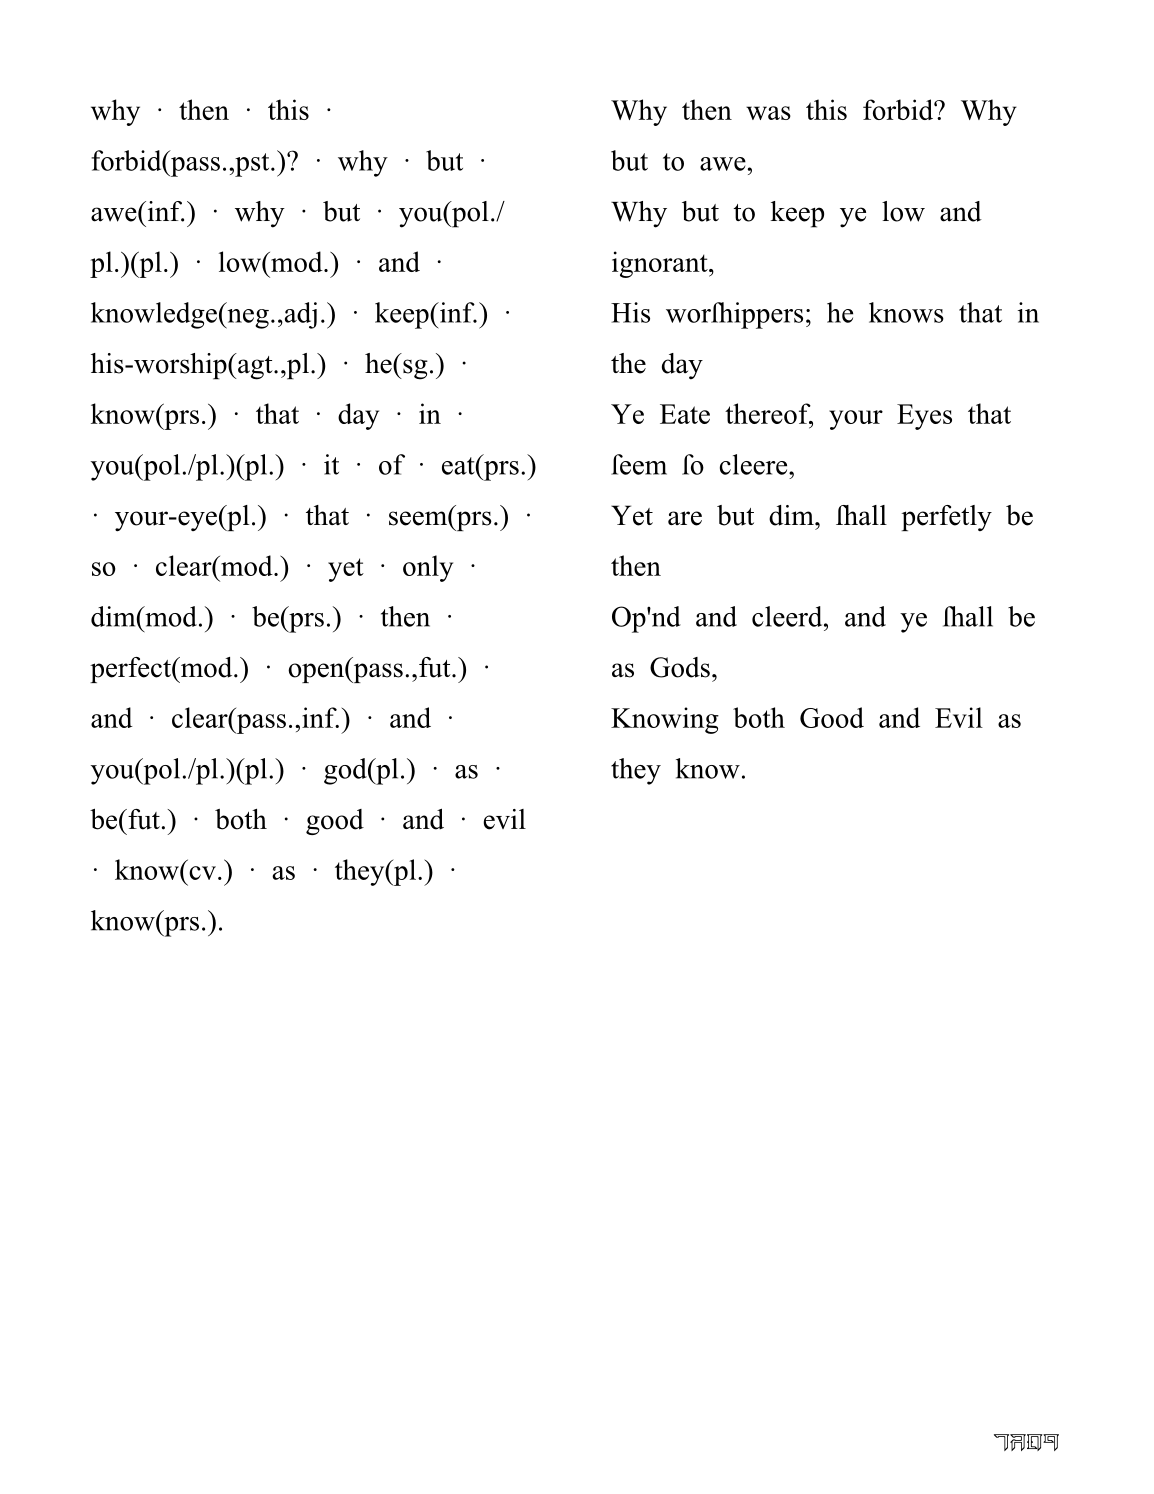 why · then · this ·
forbid(pass.,pst.)? · why · but ·
awe(inf.) · why · but · you(pol./
pl.)(pl.) · low(mod.) · and ·
knowledge(neg.,adj.) · keep(inf.) ·
his-worship(agt.,pl.) · he(sg.) ·
know(prs.) · that · day · in ·
you(pol./pl.)(pl.) · it · of · eat(prs.)
· your-eye(pl.) · that · seem(prs.) ·
so · clear(mod.) · yet · only ·
dim(mod.) · be(prs.) · then ·
perfect(mod.) · open(pass.,fut.) ·
and · clear(pass.,inf.) · and ·
you(pol./pl.)(pl.) · god(pl.) · as ·
be(fut.) · both · good · and · evil
· know(cv.) · as · they(pl.) ·
know(prs.).
Why then was this forbid? Why
but to awe,
Why but to keep ye low and
ignorant,
His worſhippers; he knows that in
the day
Ye Eate thereof, your Eyes that
ſeem ſo cleere,
Yet are but dim, ſhall perfetly be
then
Op'nd and cleerd, and ye ſhall be
as Gods,
Knowing both Good and Evil as
they know.